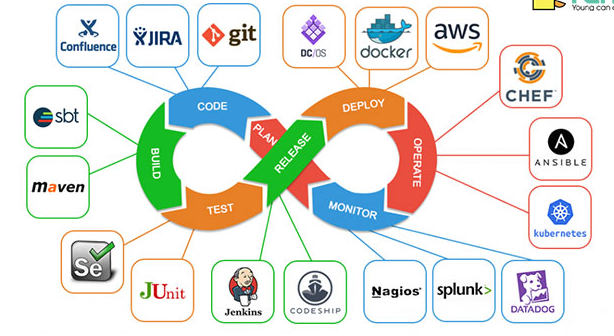 Confluence
JIRA
git
DC/OS
docker
aws
CHEF
sbt
CODE
DEPLOY
PLAN
RELEASE
BUILD
OPERATE
ANSIBLE
maven
TEST
MONITOR
kubernetes
Se
JUnit
Jenkins
CODESHIP
Nagios®
splunk>
DATADOG